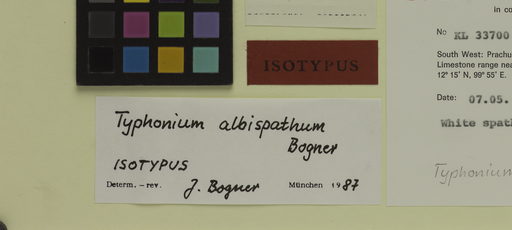 in co
No KL 33700
ISOTYPUS
South West: Prachu
Limestone range nea
12° 15' N, 99° 55' E.
Date: 07.05.
White spat
Typhonium albispathum
Bogner
ISOTYPUS
Determ. – rev. J. Bogner München 1987
Typhonium